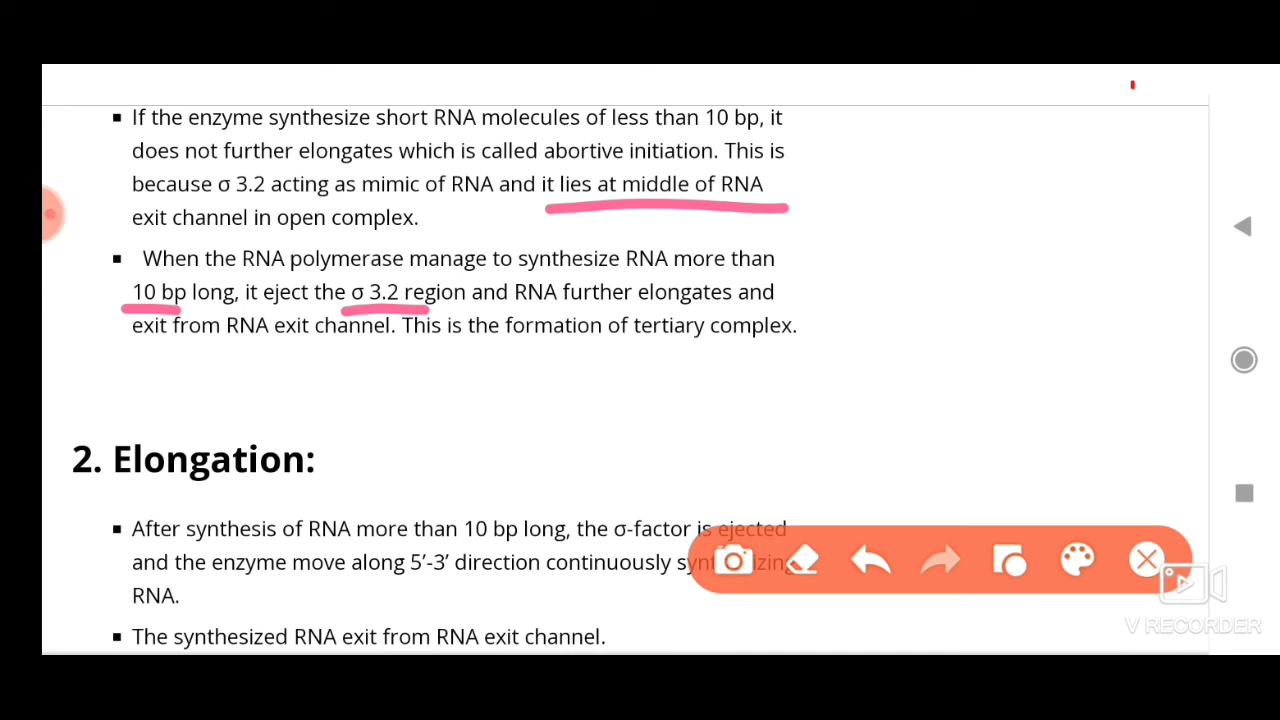 ▪ If the enzyme synthesize short RNA molecules of less than 10 bp, it
does not further elongates which is called abortive initiation. This is
because σ 3.2 acting as mimic of RNA and it lies at middle of RNA
exit channel in open complex.
▪ When the RNA polymerase manage to synthesize RNA more than
10 bp long, it eject the σ 3.2 region and RNA further elongates and
exit from RNA exit channel. This is the formation of tertiary complex.
2. Elongation:
▪ After synthesis of RNA more than 10 bp long, the σ-factor is ejected
and the enzyme move along 5’-3’ direction continuously synthesizing
RNA.
▪ The synthesized RNA exit from RNA exit channel.
V RECORDER